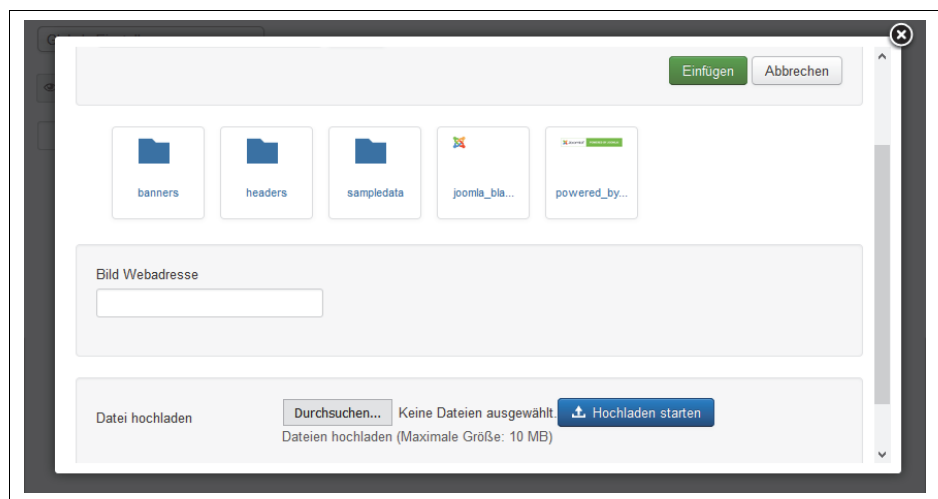 Einfügen Abbrechen
banners headers sampledata joomla_bla... powered_by...
Bild Webadresse
Datei hochladen Durchsuchen... Keine Dateien ausgewählt. Hochladen starten
Dateien hochladen (Maximale Größe: 10 MB)